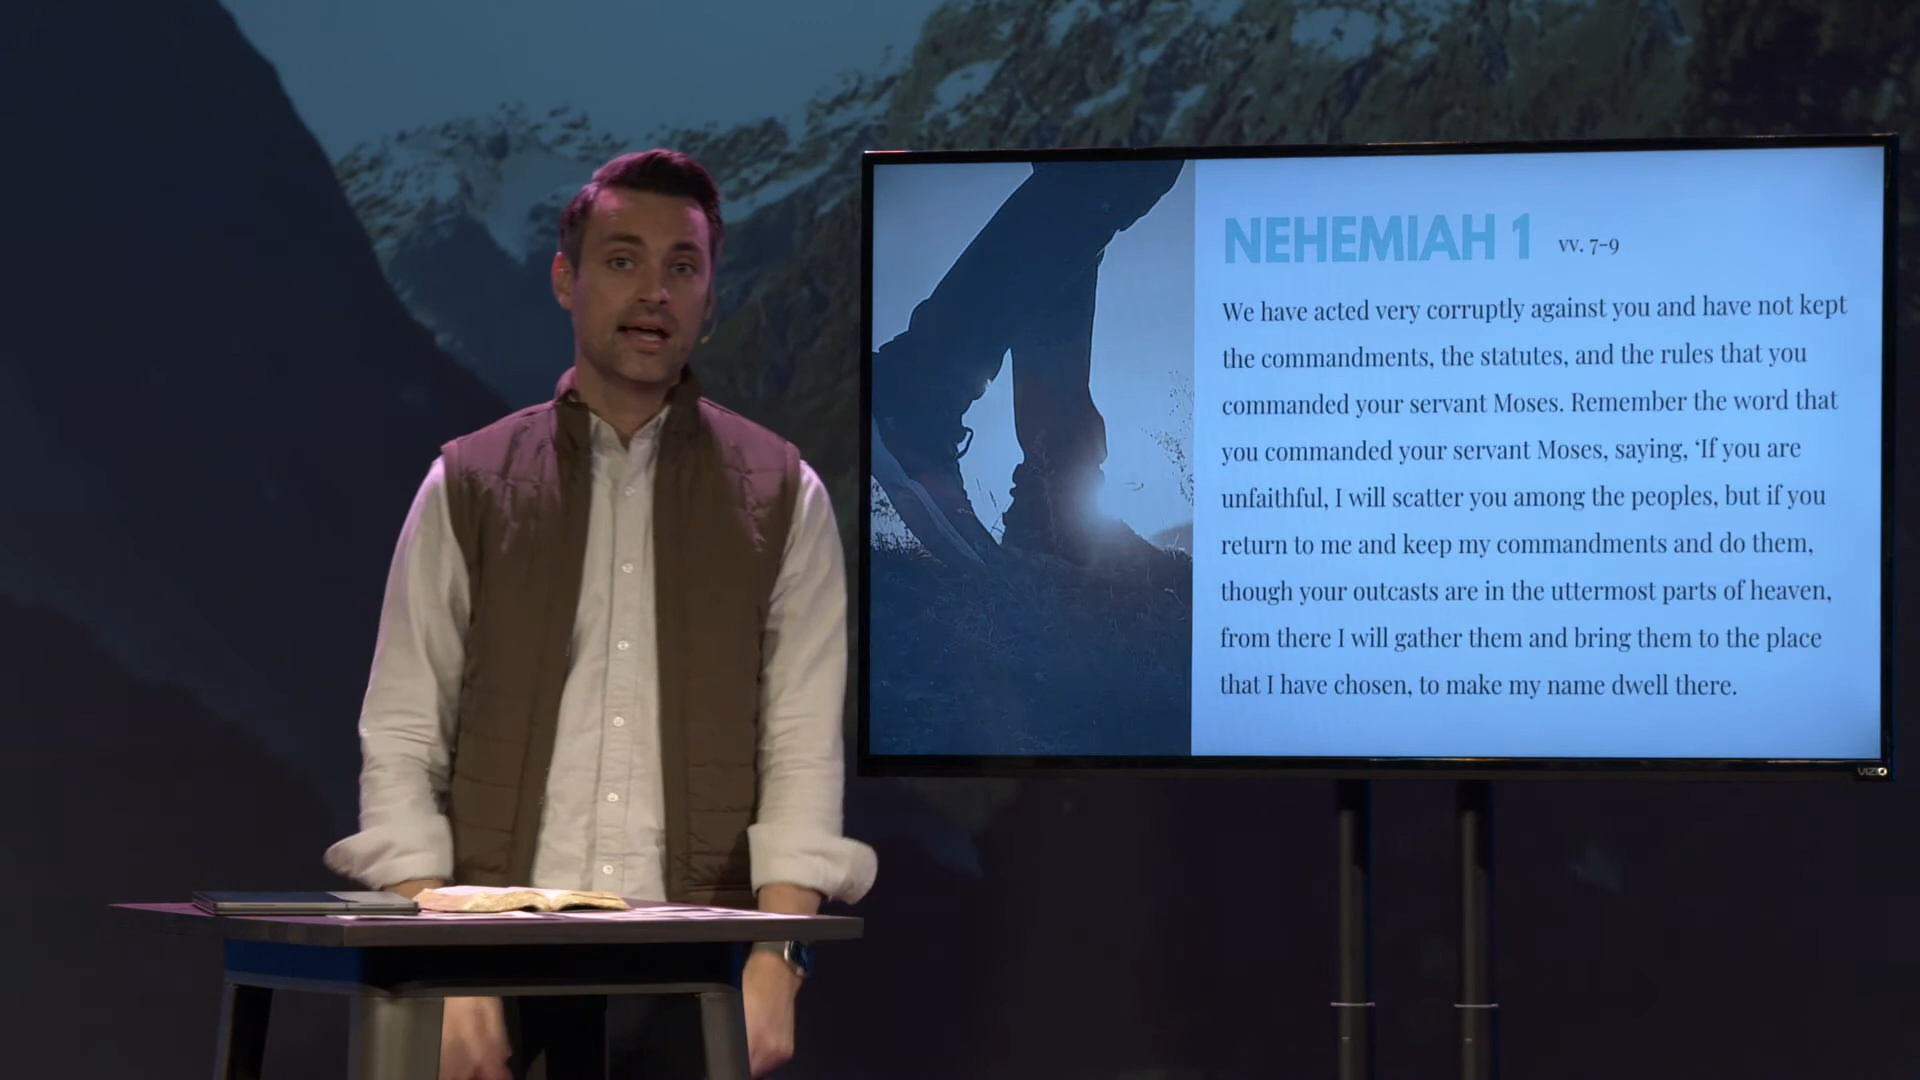 NEHEMIAH 1 vv. 7-9
We have acted very corruptly against you and have not kept
the commandments, the statutes, and the rules that you
commanded your servant Moses. Remember the word that
you commanded your servant Moses, saying, ‘If you are
unfaithful, I will scatter you among the peoples, but if you
return to me and keep my commandments and do them,
though your outcasts are in the uttermost parts of heaven,
from there I will gather them and bring them to the place
that I have chosen, to make my name dwell there.
VIZIO